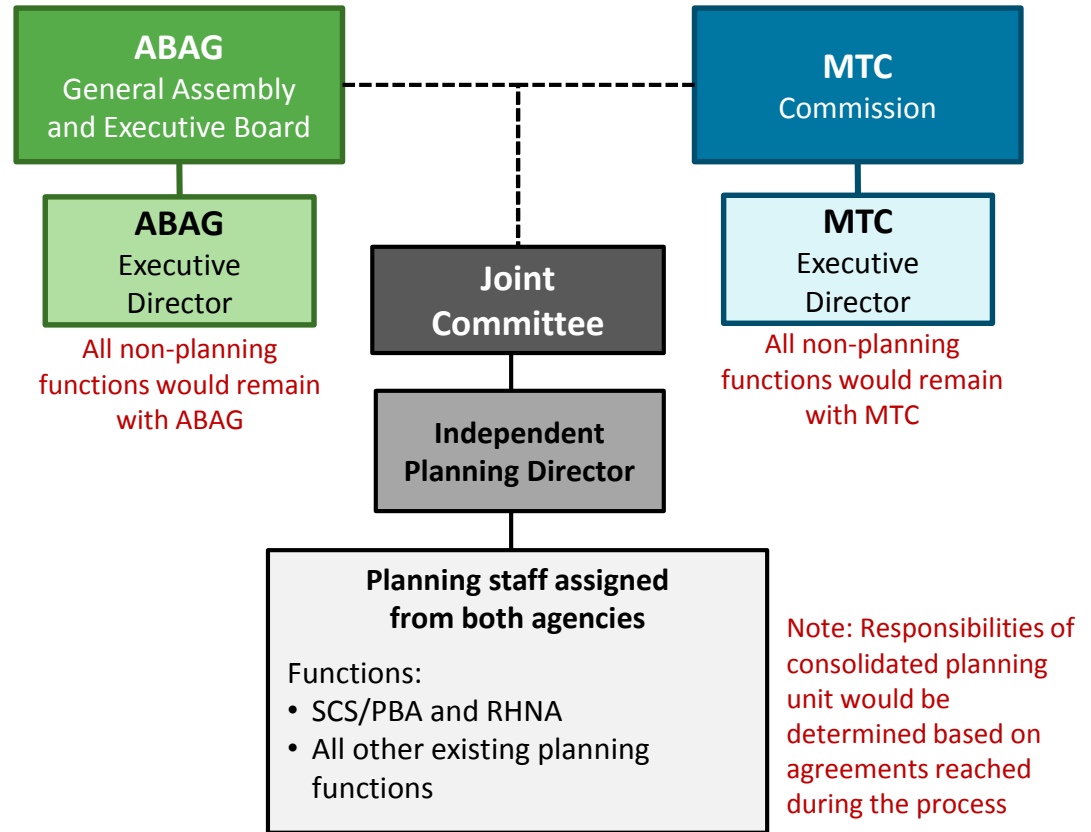 ABAG
General Assembly
and Executive Board
MTC
Commission
ABAG
Executive
Director
MTC
Executive
Director
All non-planning
functions would remain
with ABAG
All non-planning
functions would remain
with MTC
Joint
Committee
Independent
Planning Director
Planning staff assigned
from both agencies
Functions:
• SCS/PBA and RHNA
• All other existing planning
functions
Note: Responsibilities of
consolidated planning
unit would be
determined based on
agreements reached
during the process